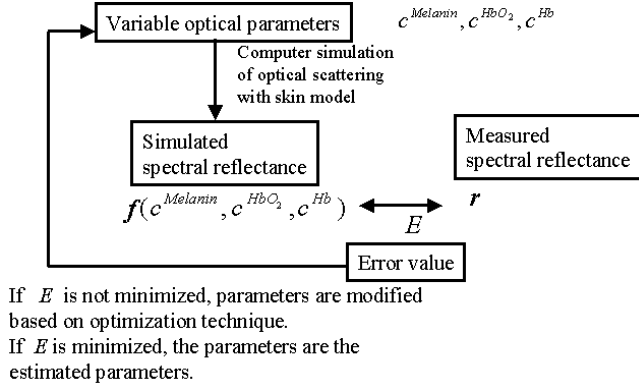 Variable optical parameters
c^Melanin, c^HbO₂, c^Hb
Computer simulation
of optical scattering
with skin model
Simulated
spectral reflectance
Measured
spectral reflectance
f(c^Melanin, c^HbO₂, c^Hb)
E
r
Error value
If E is not minimized, parameters are modified
based on optimization technique.
If E is minimized, the parameters are the
estimated parameters.